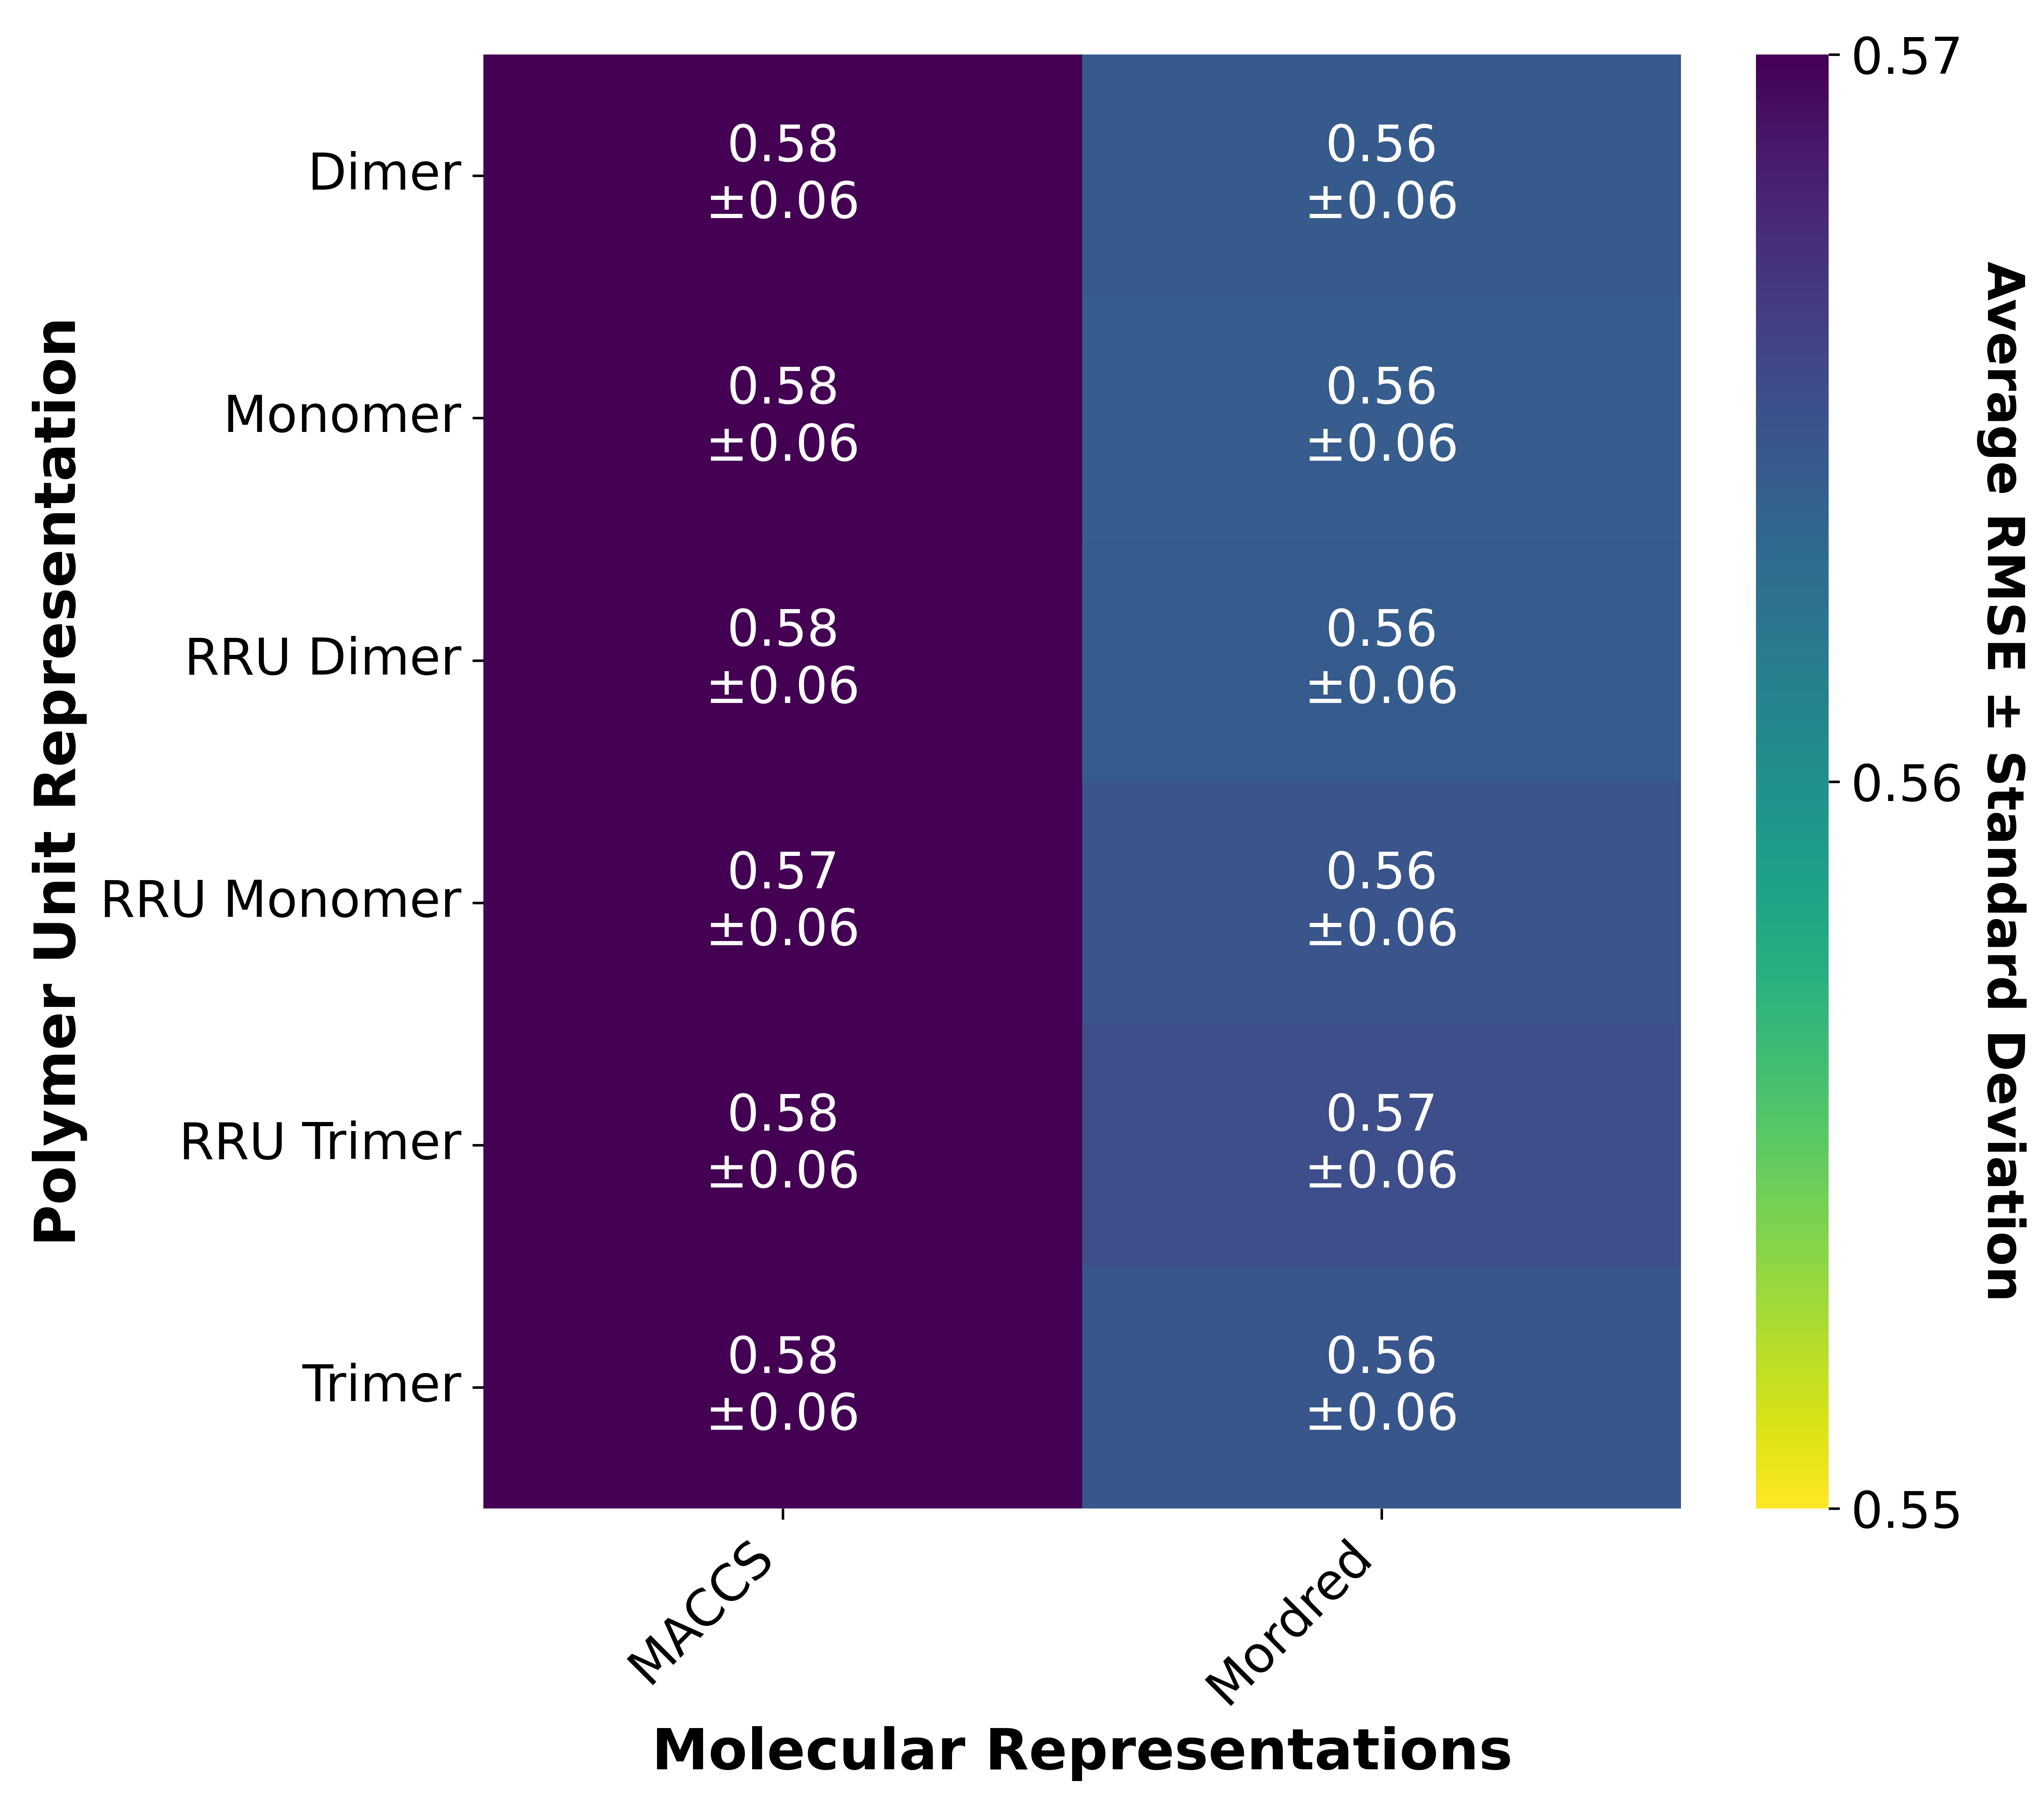 Polymer Unit Representation
Dimer
Monomer
RRU Dimer
RRU Monomer
RRU Trimer
Trimer
0.58
±0.06
0.56
±0.06
0.58
±0.06
0.56
±0.06
0.58
±0.06
0.56
±0.06
0.57
±0.06
0.56
±0.06
0.58
±0.06
0.57
±0.06
0.58
±0.06
0.56
±0.06
MACCS
Mordred
Molecular Representations
0.57
0.56
0.55
Average RMSE ± Standard Deviation